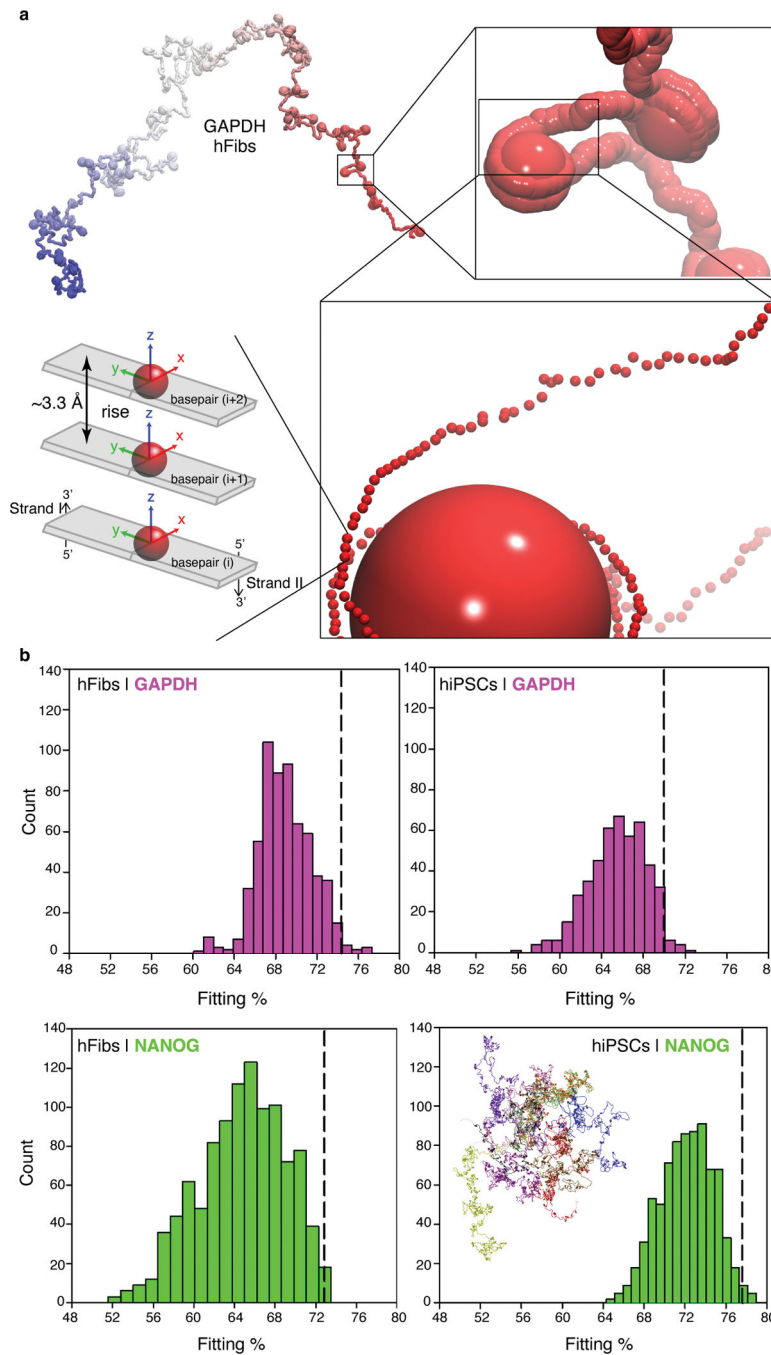 a
GAPDH
hFibs
z
y
x
basepair (i+2)
~3.3 Å
rise
z
y
x
basepair (i+1)
Strand I
3'
5'
z
y
x
basepair (i)
5'
Strand II
3'
b
hFibs | GAPDH
140
120
100
80
60
40
20
0
Count
48 52 56 60 64 68 72 76 80
Fitting %
hiPSCs | GAPDH
140
120
100
80
60
40
20
0
48 52 56 60 64 68 72 76 80
Fitting %
hFibs | NANOG
140
120
100
80
60
40
20
0
Count
48 52 56 60 64 68 72 76 80
Fitting %
hiPSCs | NANOG
140
120
100
80
60
40
20
0
48 52 56 60 64 68 72 76 80
Fitting %